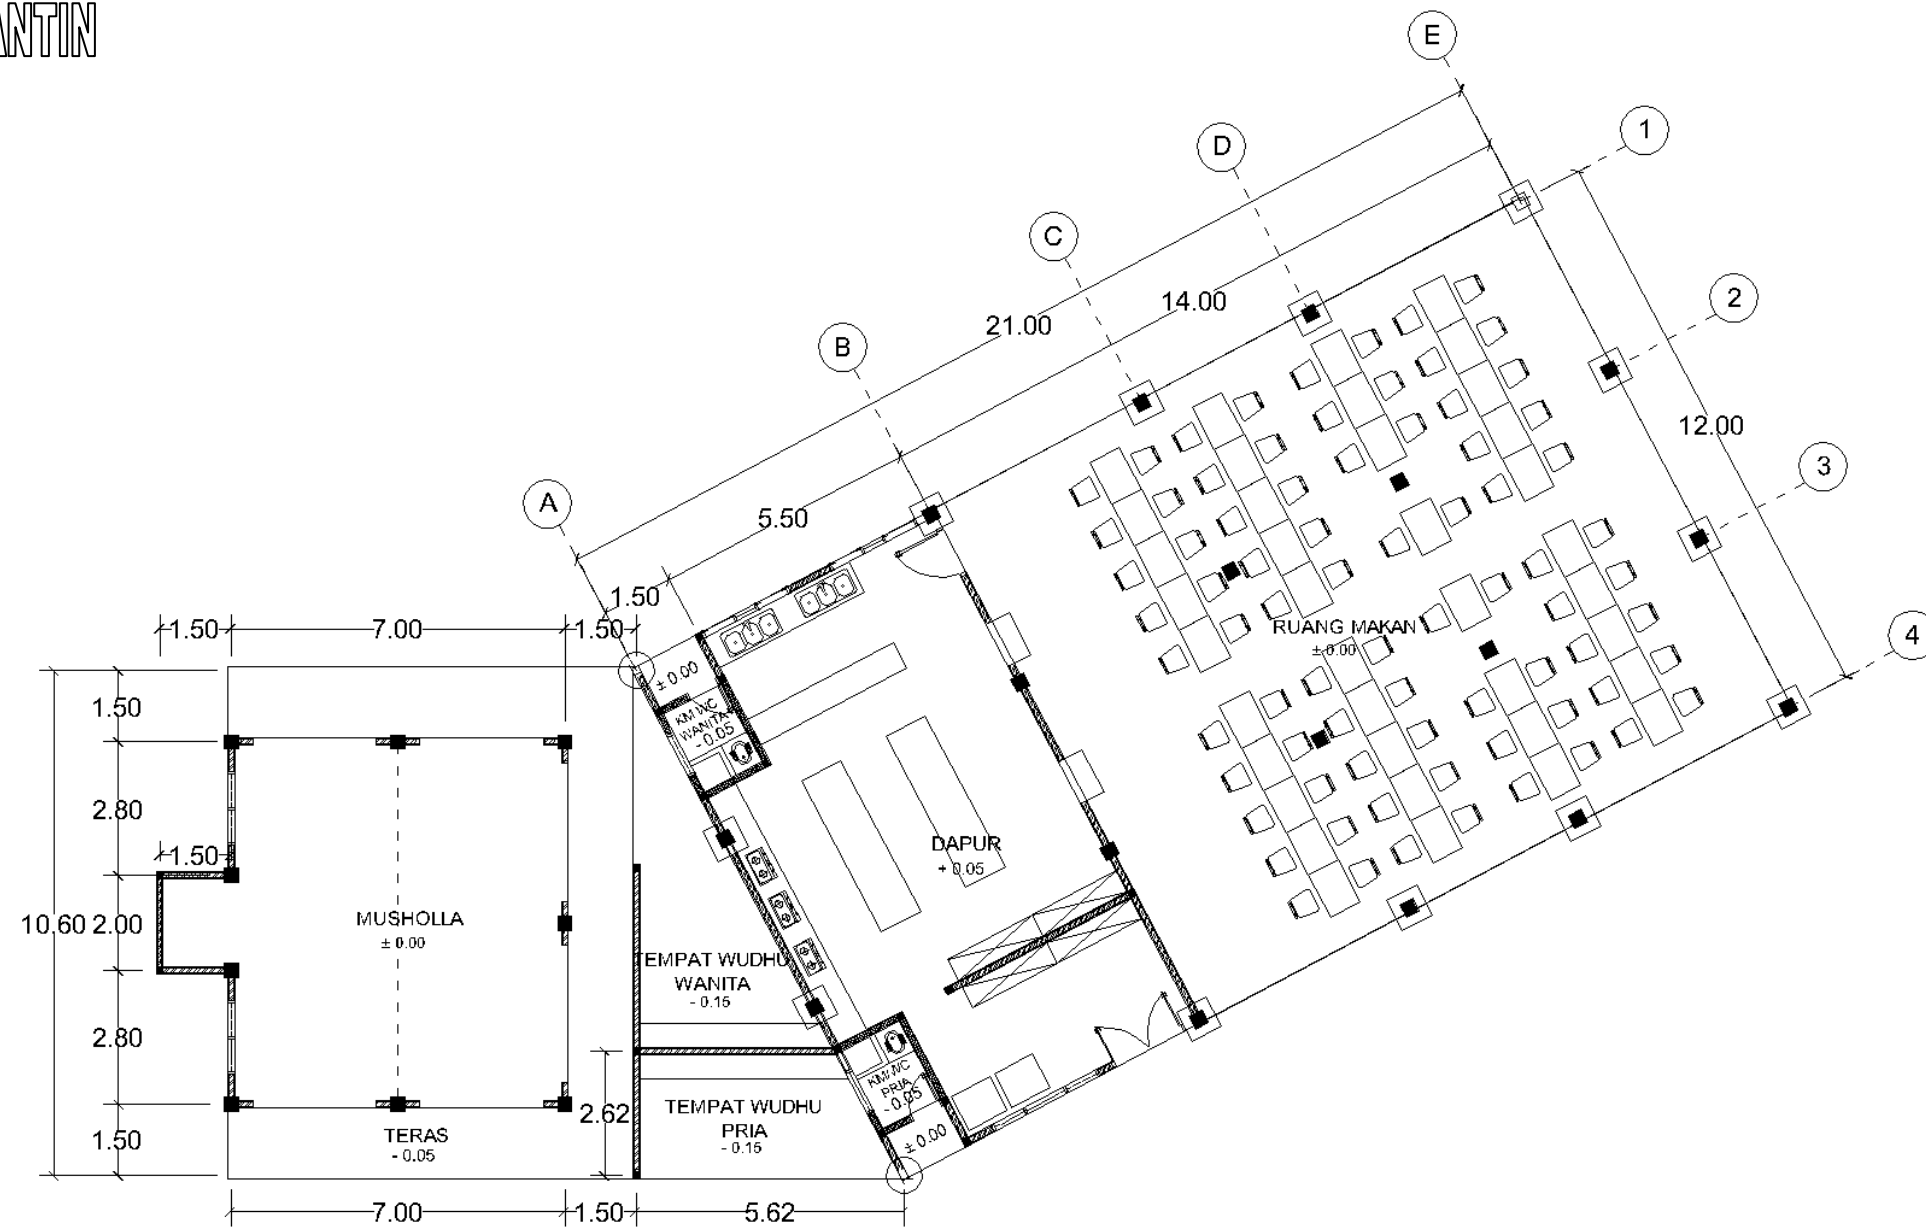 ANTIN
E
1
D
C
2
14.00
21.00
B
12.00
3
A
5.50
1.50
1.50
7.00
1.50
RUANG MAKAN
± 0.00
4
± 0.00
1.50
KM/WC
WANITA
- 0.05
2.80
DAPUR
+ 0.05
1.50
10.60
2.00
MUSHOLLA
± 0.00
TEMPAT WUDHU
WANITA
- 0.15
2.80
KM/WC
PRIA
- 0.05
2.62
TEMPAT WUDHU
PRIA
- 0.15
1.50
TERAS
- 0.05
± 0.00
7.00
1.50
5.62